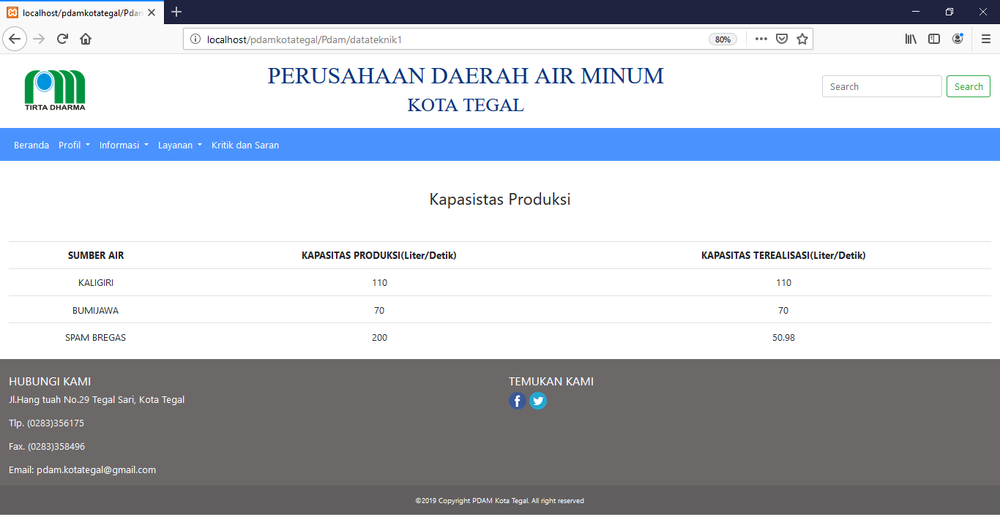 localhost/pdamkotategal/Pdam
localhost/pdamkotategal/Pdam/datateknik1
80%
TIRTA DHARMA
PERUSAHAAN DAERAH AIR MINUM
KOTA TEGAL
Search
Search
Beranda Profil Informasi Layanan Kritik dan Saran
Kapasistas Produksi
SUMBER AIR KAPASITAS PRODUKSI(Liter/Detik) KAPASITAS TEREALISASI(Liter/Detik)
KALIGIRI 110 110
BUMIJAWA 70 70
SPAM BREGAS 200 50.98
HUBUNGI KAMI
Jl.Hang tuah No.29 Tegal Sari, Kota Tegal
Tlp. (0283)356175
Fax. (0283)358496
Email: pdam.kotategal@gmail.com
TEMUKAN KAMI
©2019 Copyright PDAM Kota Tegal. All right reserved